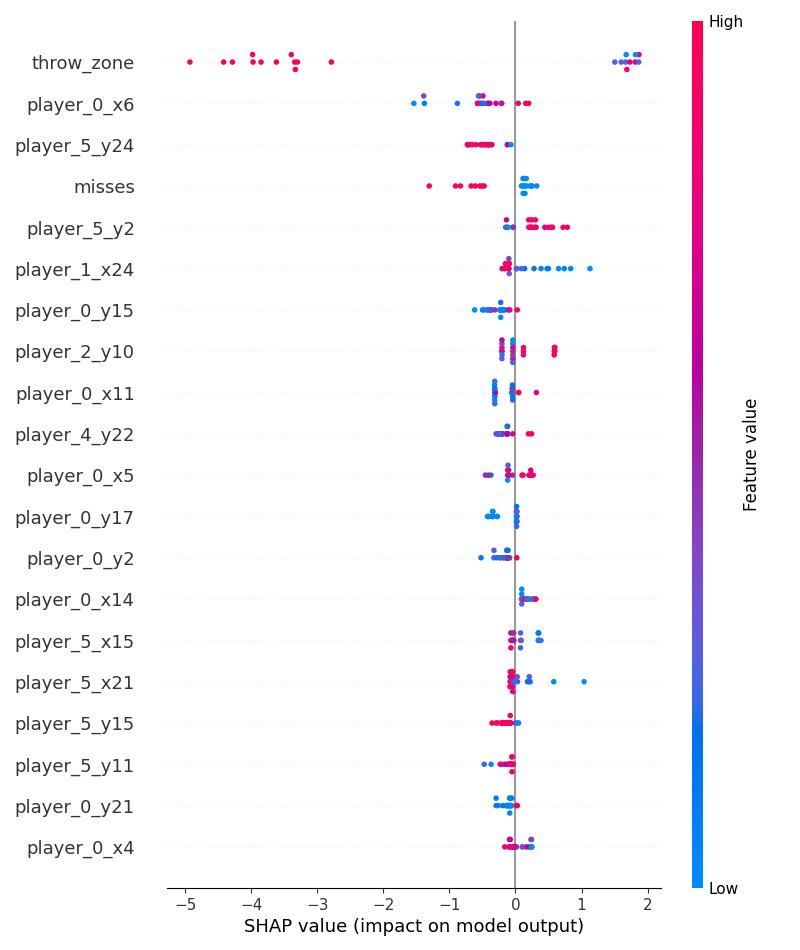 High
throw_zone
player_0_x6
player_5_y24
misses
player_5_y2
player_1_x24
player_0_y15
player_2_y10
player_0_x11
player_4_y22
player_0_x5
player_0_y17
player_0_y2
player_0_x14
player_5_x15
player_5_x21
player_5_y15
player_5_y11
player_0_y21
player_0_x4
Feature value
Low
−5 −4 −3 −2 −1 0 1 2
SHAP value (impact on model output)